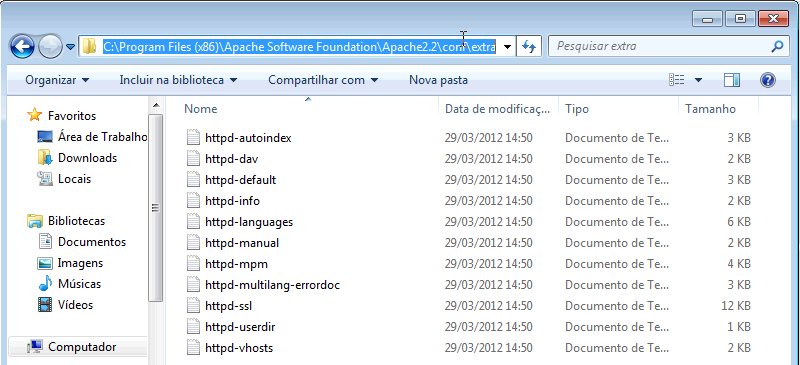 C:\Program Files (x86)\Apache Software Foundation\Apache2.2\conf\extra
Pesquisar extra
Organizar Incluir na biblioteca Compartilhar com Nova pasta
Nome Data de modificaç... Tipo Tamanho
Favoritos
Área de Trabalho
Downloads
Locais
Bibliotecas
Documentos
Imagens
Músicas
Vídeos
Computador
httpd-autoindex 29/03/2012 14:50 Documento de Te... 3 KB
httpd-dav 29/03/2012 14:50 Documento de Te... 2 KB
httpd-default 29/03/2012 14:50 Documento de Te... 3 KB
httpd-info 29/03/2012 14:50 Documento de Te... 2 KB
httpd-languages 29/03/2012 14:50 Documento de Te... 6 KB
httpd-manual 29/03/2012 14:50 Documento de Te... 2 KB
httpd-mpm 29/03/2012 14:50 Documento de Te... 4 KB
httpd-multilang-errordoc 29/03/2012 14:50 Documento de Te... 3 KB
httpd-ssl 29/03/2012 14:50 Documento de Te... 12 KB
httpd-userdir 29/03/2012 14:50 Documento de Te... 1 KB
httpd-vhosts 29/03/2012 14:50 Documento de Te... 2 KB